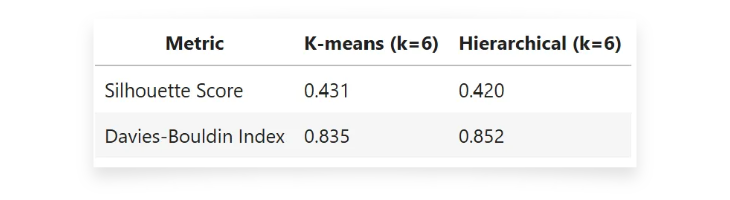 Metric K-means (k=6) Hierarchical (k=6)
Silhouette Score 0.431 0.420
Davies-Bouldin Index 0.835 0.852